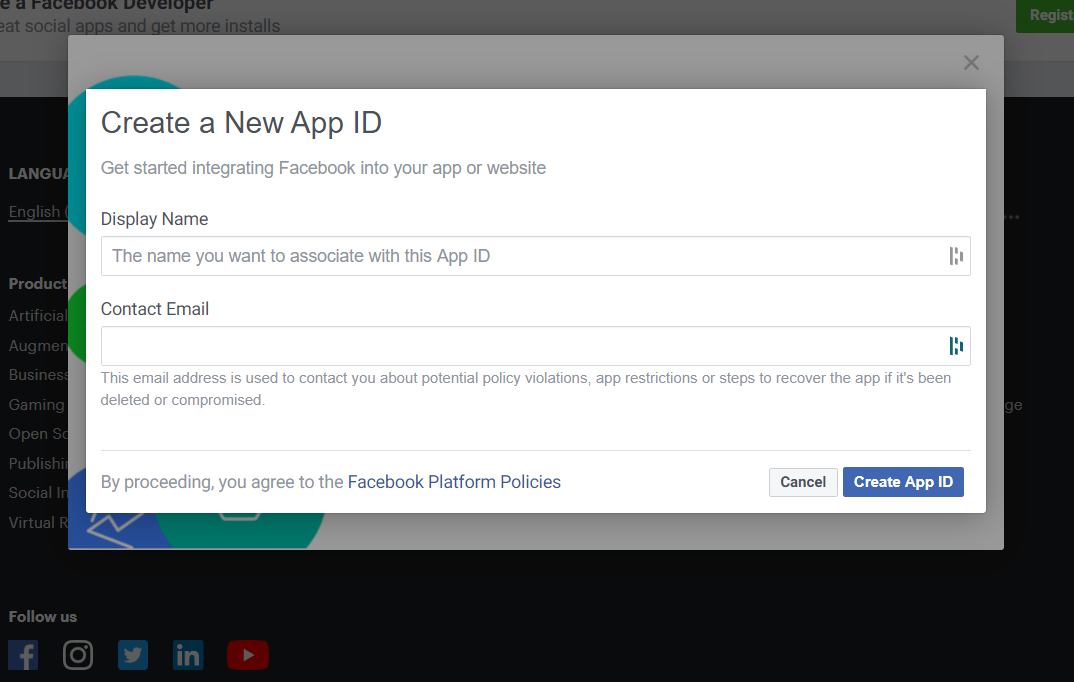 e a Facebook Developer
eat social apps and get more installs
Regist
Create a New App ID
Get started integrating Facebook into your app or website
Display Name
The name you want to associate with this App ID
Contact Email
This email address is used to contact you about potential policy violations, app restrictions or steps to recover the app if it's been
deleted or compromised.
By proceeding, you agree to the Facebook Platform Policies
Cancel
Create App ID
LANGUA
English (
Product
Artificial
Augmen
Business
Gaming
Open So
Publishin
Social In
Virtual R
ge
Follow us
in